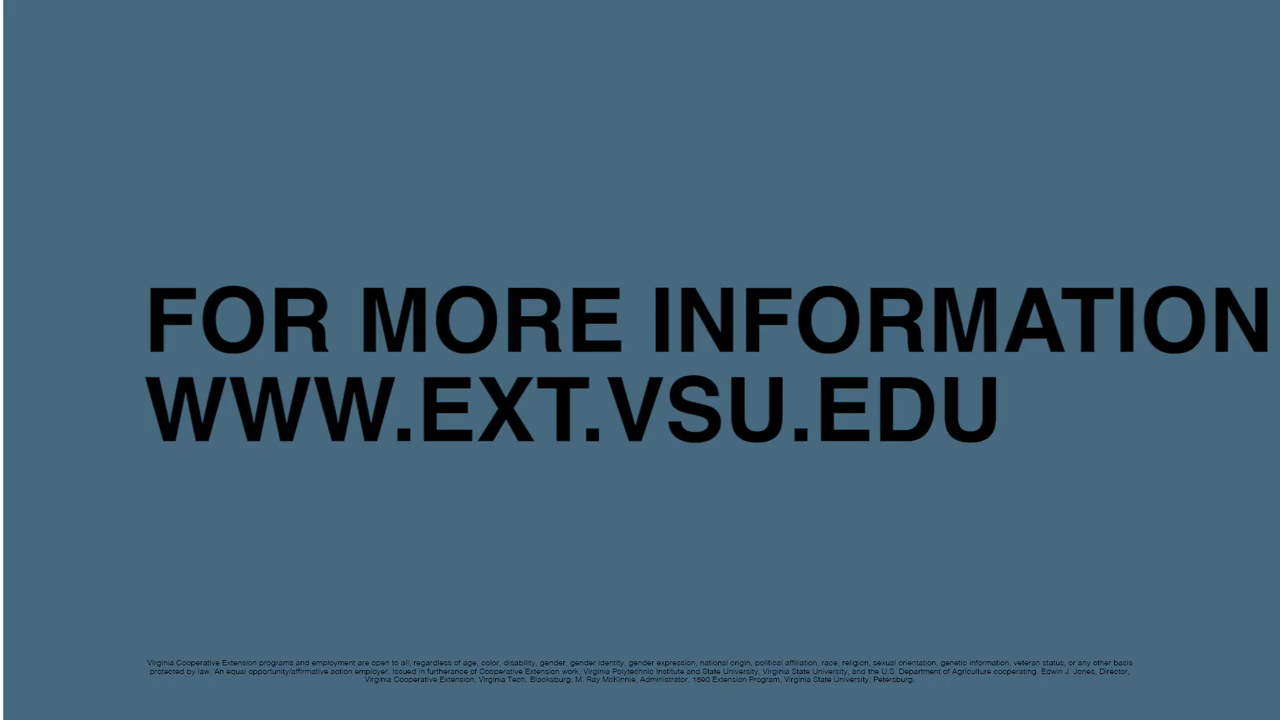 FOR MORE INFORMATION
WWW.EXT.VSU.EDU
Virginia Cooperative Extension programs and employment are open to all, regardless of age, color, disability, gender, gender identity, gender expression, national origin, political affiliation, race, religion, sexual orientation, genetic information, veteran status, or any other basis
protected by law. An equal opportunity/affirmative action employer. Issued in furtherance of Cooperative Extension work, Virginia Polytechnic Institute and State University, Virginia State University, and the U.S. Department of Agriculture cooperating. Edwin J. Jones, Director,
Virginia Cooperative Extension, Virginia Tech, Blacksburg; M. Ray McKinnie, Administrator, 1890 Extension Program, Virginia State University, Petersburg.